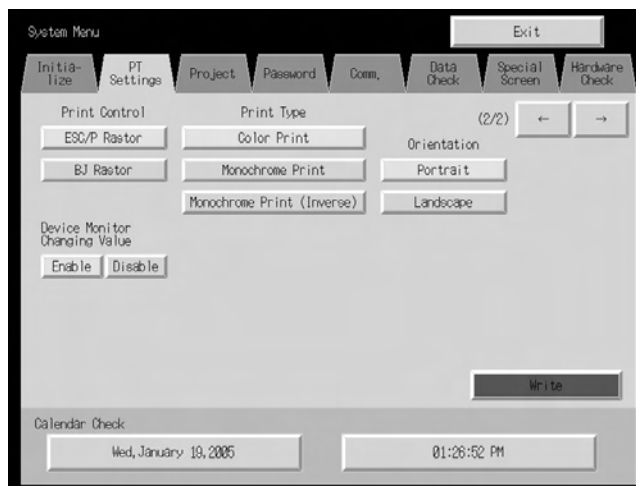 System Menu
Exit
Initia-
lize
PT
Settings
Project
Password
Comm.
Data
Check
Special
Screen
Hardware
Check
Print Control
Print Type
(2/2)
←
→
ESC/P Rastor
Color Print
Orientation
BJ Rastor
Monochrome Print
Portrait
Monochrome Print (Inverse)
Landscape
Device Monitor
Changing Value
Enable
Disable
Write
Calendar Check
Wed,January 19,2005
01:26:52 PM